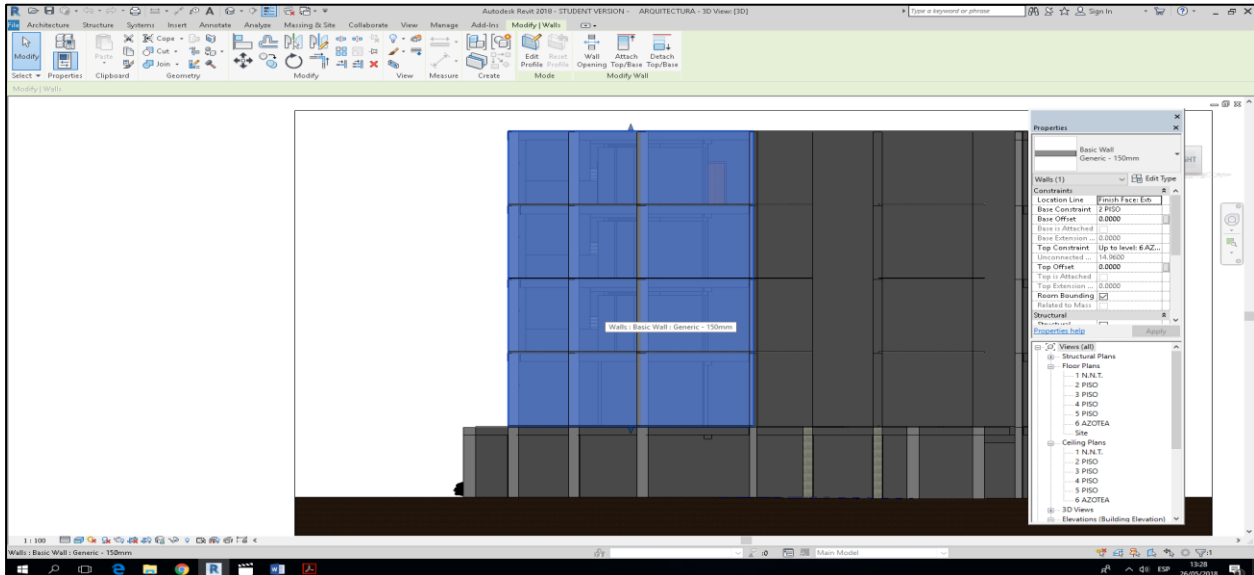 Autodesk Revit 2018 - STUDENT VERSION - ARQUITECTURA - 3D View: {3D}
Type a keyword or phrase
Sign In
File Architecture Structure Systems Insert Annotate Analyze Massing & Site Collaborate View Manage Add-Ins Modify | Walls
Modify
Paste
Cope
Cut
Join
Edit Profile
Reset Profile
Wall Opening
Attach Top/Base
Detach Top/Base
Select Properties Clipboard Geometry Modify View Measure Create Mode Modify Wall
Modify | Walls
Properties
Basic Wall
Generic - 150mm
Walls (1) Edit Type
Constraints
Location Line Finish Face: Ext
Base Constraint 2 PISO
Base Offset 0.0000
Base is Attached
Base Extension ... 0.0000
Top Constraint Up to level: 6 AZ...
Unconnected ... 14.9600
Top Offset 0.0000
Top is Attached
Top Extension ... 0.0000
Room Bounding
Related to Mass
Structural
Structural
Properties help Apply
Views (all)
Structural Plans
Floor Plans
1 N.N.T.
2 PISO
3 PISO
4 PISO
5 PISO
6 AZOTEA
Site
Ceiling Plans
1 N.N.T.
2 PISO
3 PISO
4 PISO
5 PISO
6 AZOTEA
3D Views
Elevations (Building Elevation)
Walls : Basic Wall : Generic - 150mm
1 : 100
Walls : Basic Wall : Generic - 150mm
:0 Main Model :1
ESP 13:28
26/05/2018